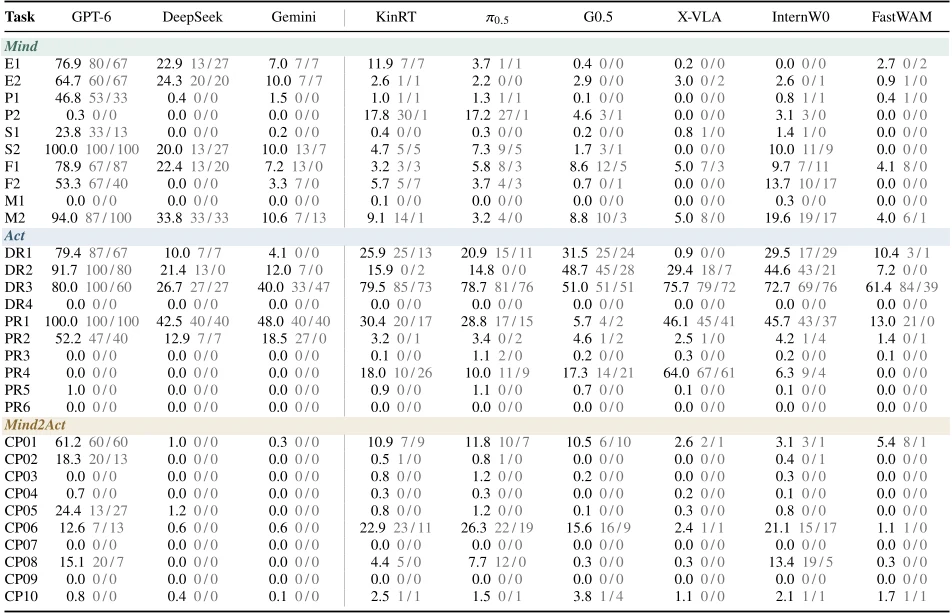 Task GPT-6 DeepSeek Gemini KinRT π0.5 G0.5 X-VLA InternW0 FastWAM
Mind
E1 76.9 80/67 22.9 13/27 7.0 7/7 11.9 7/7 3.7 1/1 0.4 0/0 0.2 0/0 0.0 0/0 2.7 0/2
E2 64.7 60/67 24.3 20/20 10.0 7/7 2.6 1/1 2.2 0/0 2.9 0/0 3.0 0/2 2.6 0/1 0.9 1/0
P1 46.8 53/33 0.4 0/0 1.5 0/0 1.0 1/1 1.3 1/1 0.1 0/0 0.0 0/0 0.8 1/1 0.4 1/0
P2 0.3 0/0 0.0 0/0 0.0 0/0 17.8 30/1 17.2 27/1 4.6 3/1 0.0 0/0 3.1 3/0 0.0 0/0
S1 23.8 33/13 0.0 0/0 0.2 0/0 0.4 0/0 0.3 0/0 0.2 0/0 0.8 1/0 1.4 1/0 0.0 0/0
S2 100.0 100/100 20.0 13/27 10.0 13/7 4.7 5/5 7.3 9/5 1.7 3/1 0.0 0/0 10.0 11/9 0.0 0/0
F1 78.9 67/87 22.4 13/20 7.2 13/0 3.2 3/3 5.8 8/3 8.6 12/5 5.0 7/3 9.7 7/11 4.1 8/0
F2 53.3 67/40 0.0 0/0 3.3 7/0 5.7 5/7 3.7 4/3 0.7 0/1 0.0 0/0 13.7 10/17 0.0 0/0
M1 0.0 0/0 0.0 0/0 0.0 0/0 0.1 0/0 0.0 0/0 0.0 0/0 0.0 0/0 0.3 0/0 0.0 0/0
M2 94.0 87/100 33.8 33/33 10.6 7/13 9.1 14/1 3.2 4/0 8.8 10/3 5.0 8/0 19.6 19/17 4.0 6/1
Act
DR1 79.4 87/67 10.0 7/7 4.1 0/0 25.9 25/13 20.9 15/11 31.5 25/24 0.9 0/0 29.5 17/29 10.4 3/1
DR2 91.7 100/80 21.4 13/0 12.0 7/0 15.9 0/2 14.8 0/0 48.7 45/28 29.4 18/7 44.6 43/21 7.2 0/0
DR3 80.0 100/60 26.7 27/27 40.0 33/47 79.5 85/73 78.7 81/76 51.0 51/51 75.7 79/72 72.7 69/76 61.4 84/39
DR4 0.0 0/0 0.0 0/0 0.0 0/0 0.0 0/0 0.0 0/0 0.0 0/0 0.0 0/0 0.0 0/0 0.0 0/0
PR1 100.0 100/100 42.5 40/40 48.0 40/40 30.4 20/17 28.8 17/15 5.7 4/2 46.1 45/41 45.7 43/37 13.0 21/0
PR2 52.2 47/40 12.9 7/7 18.5 27/0 3.2 0/1 3.4 0/2 4.6 1/2 2.5 1/0 4.2 1/4 1.4 0/1
PR3 0.0 0/0 0.0 0/0 0.0 0/0 0.1 0/0 1.1 2/0 0.2 0/0 0.3 0/0 0.2 0/0 0.1 0/0
PR4 0.0 0/0 0.0 0/0 0.0 0/0 18.0 10/26 10.0 11/9 17.3 14/21 64.0 67/61 6.3 9/4 0.0 0/0
PR5 1.0 0/0 0.0 0/0 0.0 0/0 0.9 0/0 1.1 0/0 0.7 0/0 0.1 0/0 0.1 0/0 0.0 0/0
PR6 0.0 0/0 0.0 0/0 0.0 0/0 0.0 0/0 0.0 0/0 0.0 0/0 0.0 0/0 0.0 0/0 0.0 0/0
Mind2Act
CP01 61.2 60/60 1.0 0/0 0.3 0/0 10.9 7/9 11.8 10/7 10.5 6/10 2.6 2/1 3.1 3/1 5.4 8/1
CP02 18.3 20/13 0.0 0/0 0.0 0/0 0.5 1/0 0.8 1/0 0.0 0/0 0.0 0/0 0.4 0/1 0.0 0/0
CP03 0.0 0/0 0.0 0/0 0.0 0/0 0.8 0/0 1.2 0/0 0.2 0/0 0.0 0/0 0.3 0/0 0.0 0/0
CP04 0.7 0/0 0.0 0/0 0.0 0/0 0.3 0/0 0.3 0/0 0.0 0/0 0.2 0/0 0.1 0/0 0.0 0/0
CP05 24.4 13/27 1.2 0/0 0.0 0/0 0.8 0/0 1.2 0/0 0.1 0/0 0.3 0/0 0.8 0/0 0.0 0/0
CP06 12.6 7/13 0.6 0/0 0.6 0/0 22.9 23/11 26.3 22/19 15.6 16/9 2.4 1/1 21.1 15/17 1.1 1/0
CP07 0.0 0/0 0.0 0/0 0.0 0/0 0.0 0/0 0.0 0/0 0.0 0/0 0.0 0/0 0.0 0/0 0.0 0/0
CP08 15.1 20/7 0.0 0/0 0.0 0/0 4.4 5/0 7.7 12/0 0.3 0/0 0.3 0/0 13.4 19/5 0.3 0/0
CP09 0.0 0/0 0.0 0/0 0.0 0/0 0.0 0/0 0.0 0/0 0.0 0/0 0.0 0/0 0.0 0/0 0.0 0/0
CP10 0.8 0/0 0.4 0/0 0.1 0/0 2.5 1/1 1.5 0/1 3.8 1/4 1.1 0/0 2.1 1/1 1.7 1/1